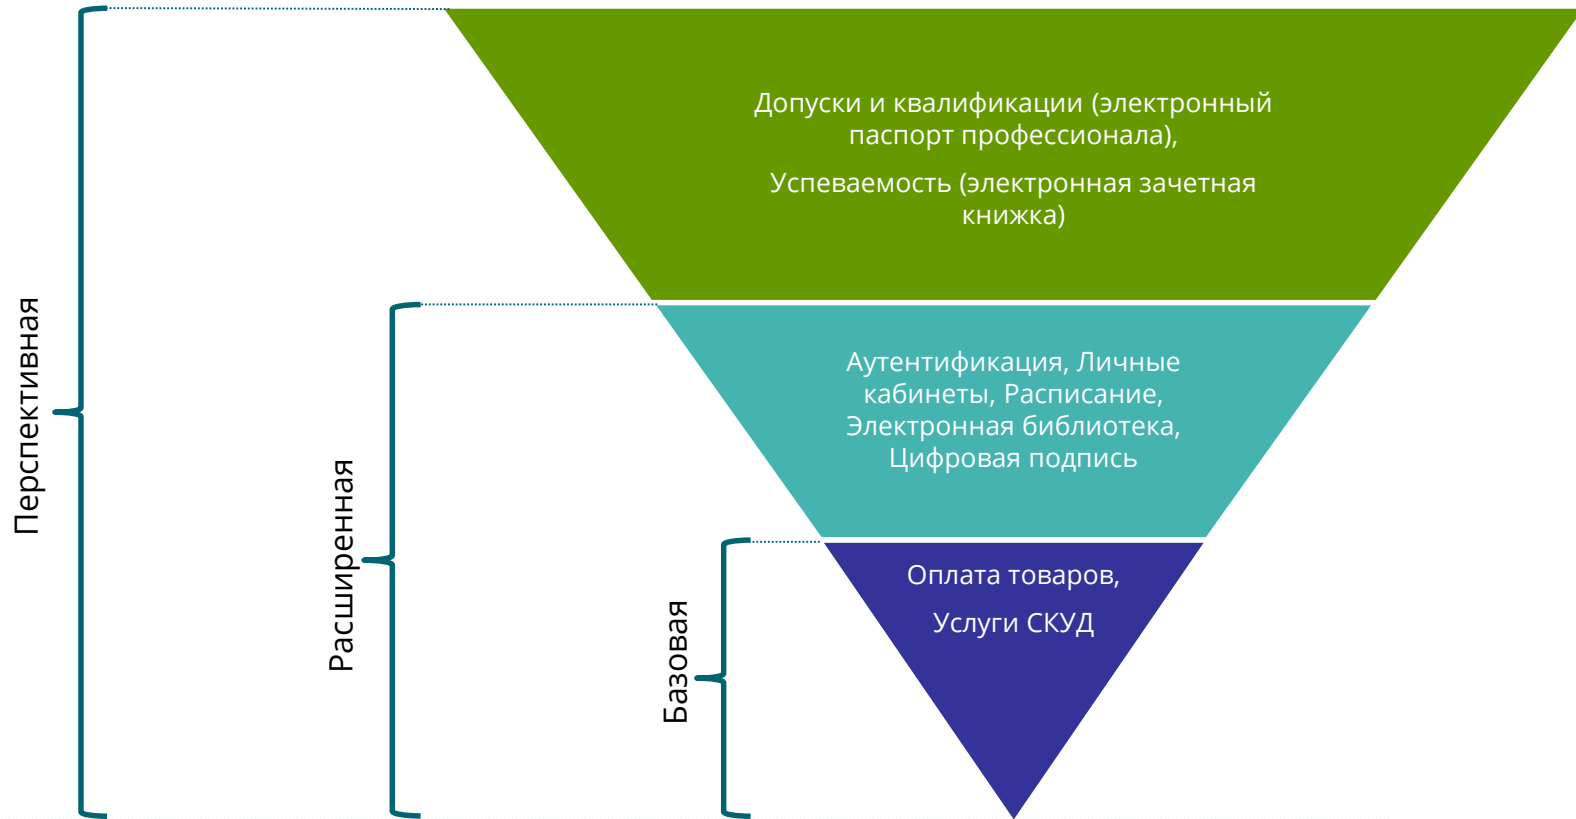 Допуски и квалификации (электронный
паспорт профессионала),
Успеваемость (электронная зачетная
книжка)
Аутентификация, Личные
кабинеты, Расписание,
Электронная библиотека,
Цифровая подпись
Оплата товаров,
Услуги СКУД
Перспективная
Расширенная
Базовая